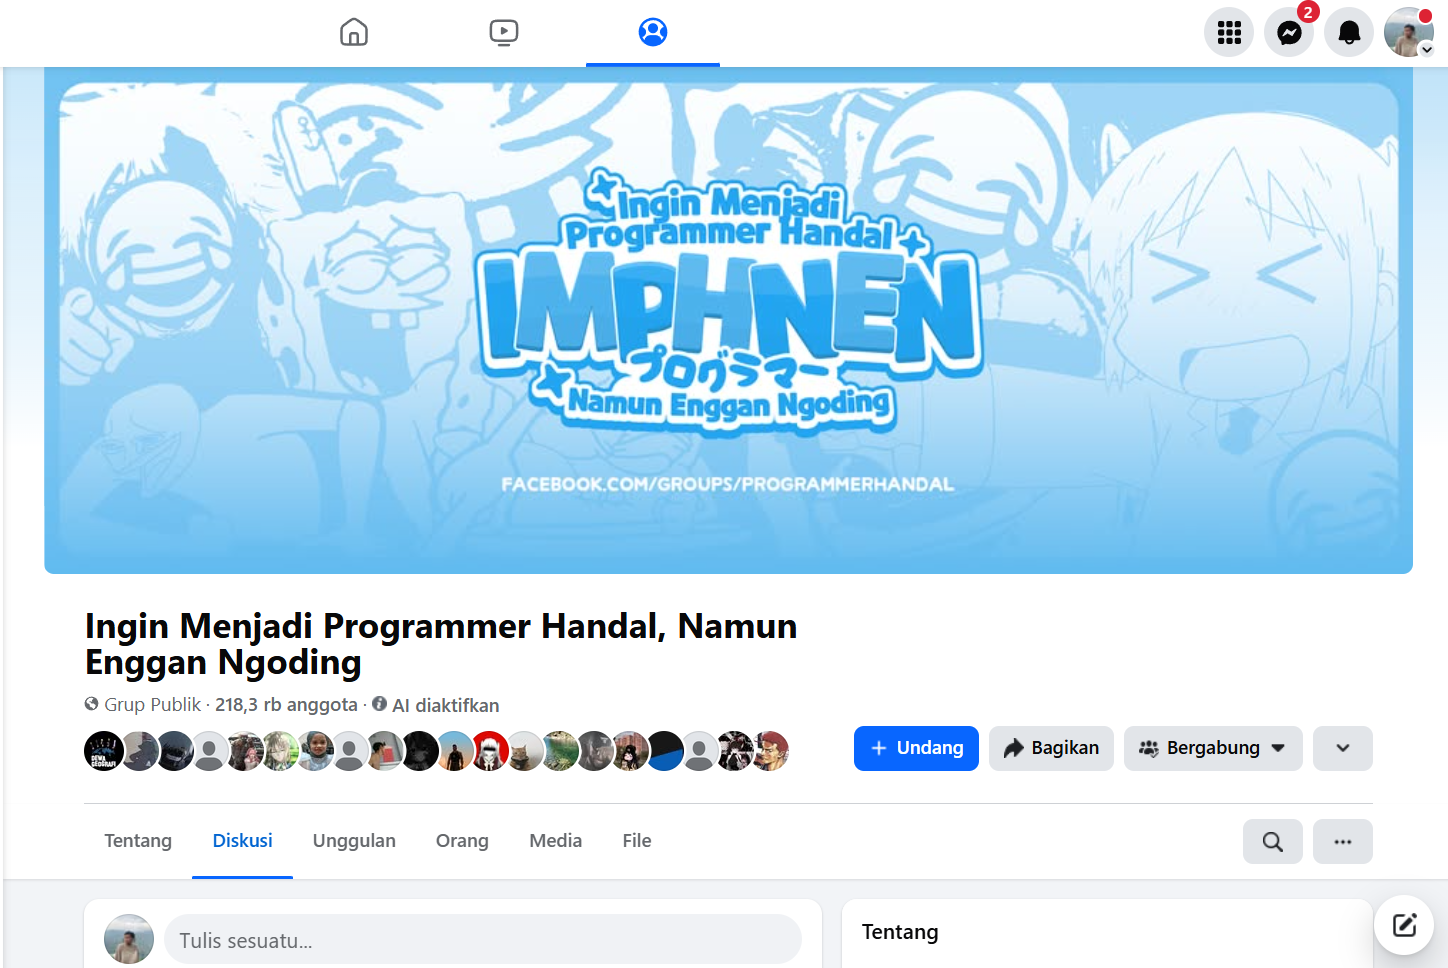 2
Ingin Menjadi
Programmer Handal
IMPHNEN
プログラマー
Namun Enggan Ngoding
FACEBOOK.COM/GROUPS/PROGRAMMERHANDAL
Ingin Menjadi Programmer Handal, Namun
Enggan Ngoding
Grup Publik · 218,3 rb anggota · AI diaktifkan
DEWA
GEOGRAFI
Undang
Bagikan
Bergabung
Tentang
Diskusi
Unggulan
Orang
Media
File
Tulis sesuatu...
Tentang